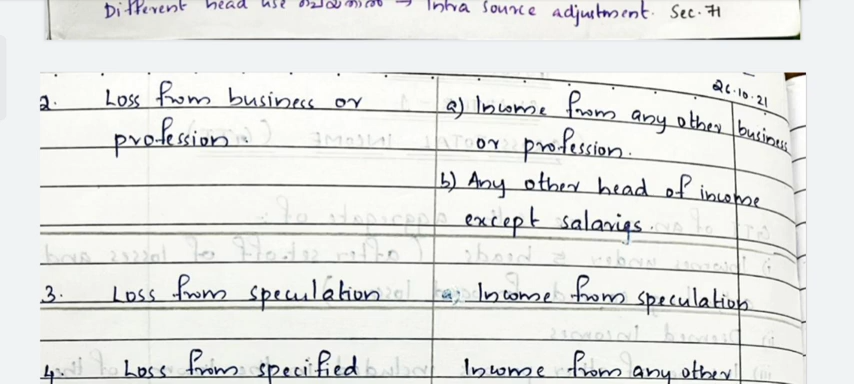 Different head use ചെയ്താൽ → Intra Source adjustment. Sec. 71
26.10.21
2. Loss from business or a) Income from any other business
profession. or profession.
b) Any other head of income
except salaries.
3. Loss from speculation a; Income from speculation
4. Loss from specified Income from any other